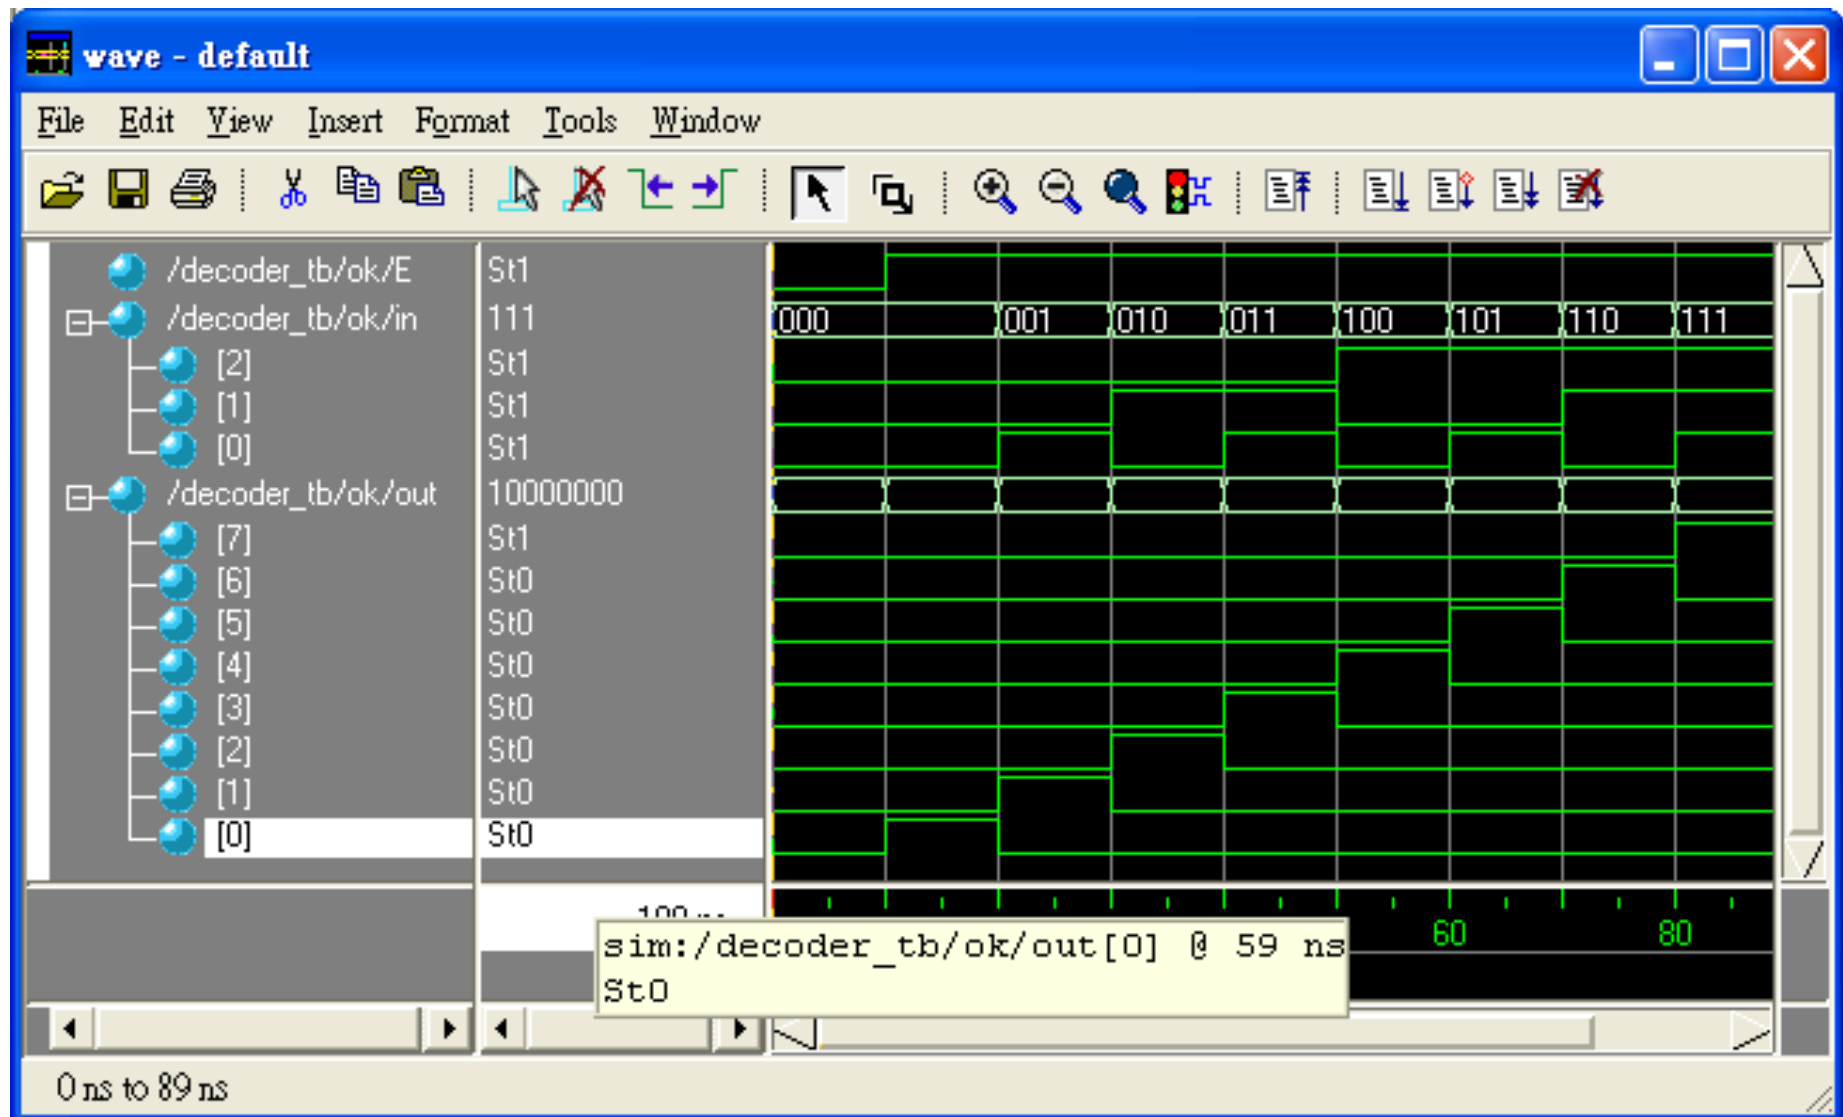 wave - default
File Edit View Insert Format Tools Window
/decoder_tb/ok/E St1
/decoder_tb/ok/in 111 000 001 010 011 100 101 110 111
[2] St1
[1] St1
[0] St1
/decoder_tb/ok/out 10000000
[7] St1
[6] St0
[5] St0
[4] St0
[3] St0
[2] St0
[1] St0
[0] St0
60 80
sim:/decoder_tb/ok/out[0] @ 59 ns
St0
0 ns to 89 ns